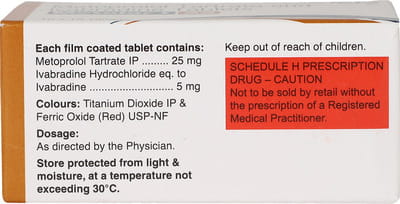 Each film coated tablet contains:
Metoprolol Tartrate IP ......... 25 mg
Ivabradine Hydrochloride eq. to
Ivabradine ............................ 5 mg
Colours: Titanium Dioxide IP &
Ferric Oxide (Red) USP-NF
Dosage:
As directed by the Physician.
Store protected from light &
moisture, at a temperature not
exceeding 30°C.
Keep out of reach of children.
SCHEDULE H PRESCRIPTION
DRUG – CAUTION
Not to be sold by retail without
the prescription of a Registered
Medical Practitioner.